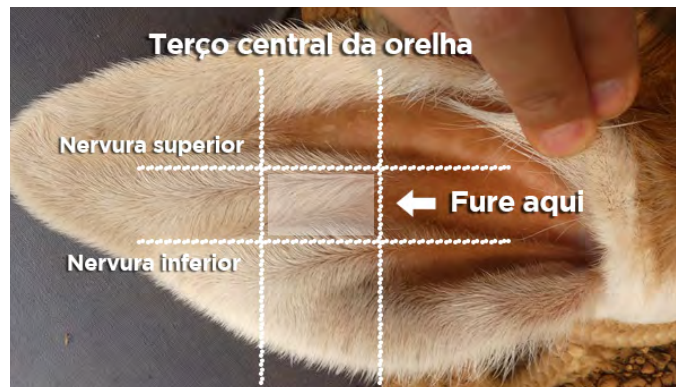 Terço central da orelha
Nervura superior
Fure aqui
Nervura inferior